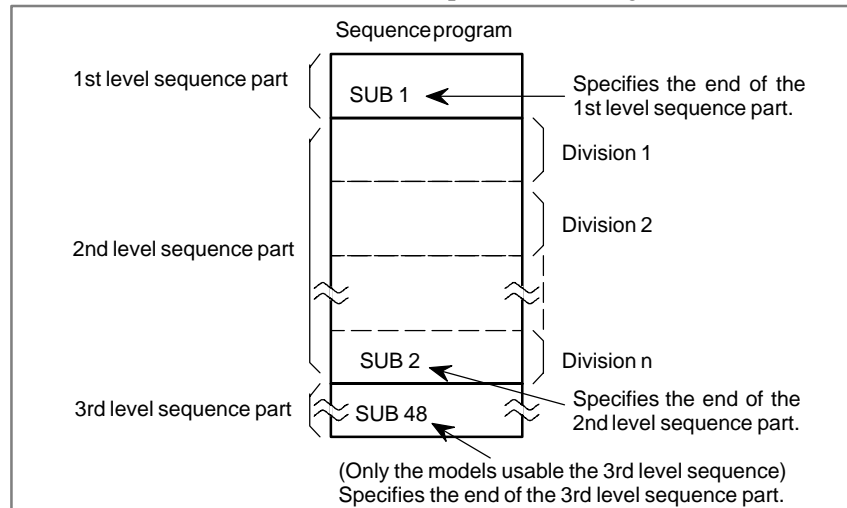 Sequence program
1st level sequence part
SUB 1
Specifies the end of the
1st level sequence part.
Division 1
Division 2
2nd level sequence part
SUB 2
Division n
3rd level sequence part
SUB 48
Specifies the end of the
2nd level sequence part.
(Only the models usable the 3rd level sequence)
Specifies the end of the 3rd level sequence part.